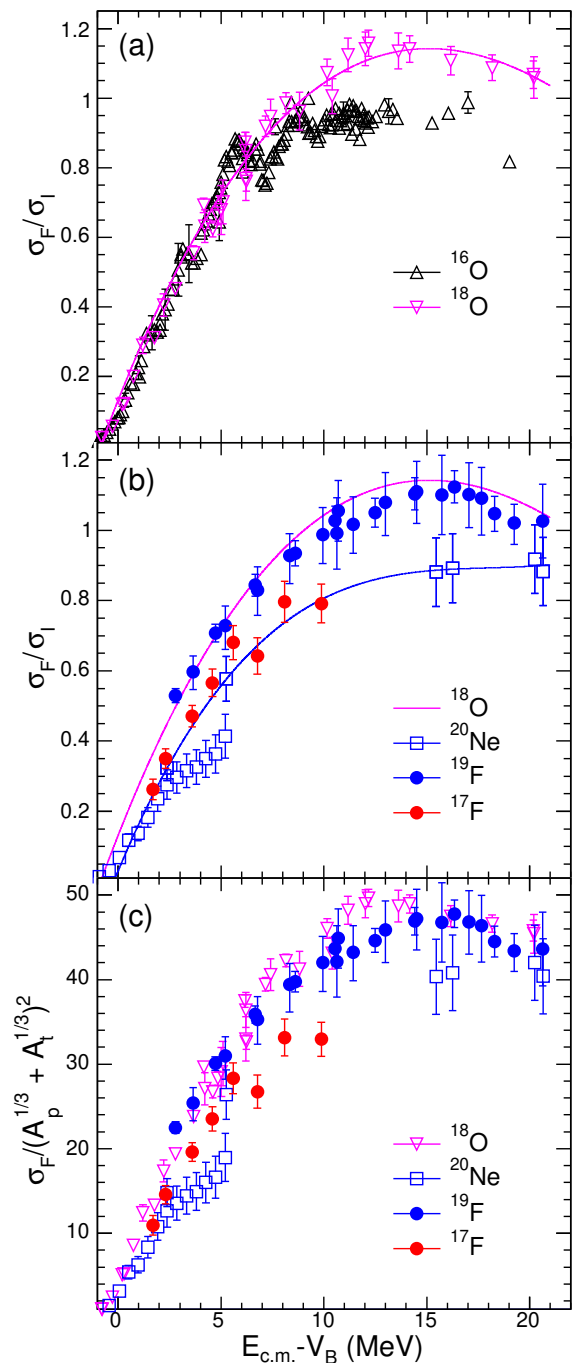 1.2
(a)
1
0.8
0.6
0.4
0.2
σF/σI
16O
18O
1.2
(b)
1
0.8
0.6
0.4
0.2
σF/σI
18O
20Ne
19F
17F
50
(c)
40
30
20
10
σF/(Ap1/3 + At1/3)2
18O
20Ne
19F
17F
0 5 10 15 20
Ec.m.-VB (MeV)